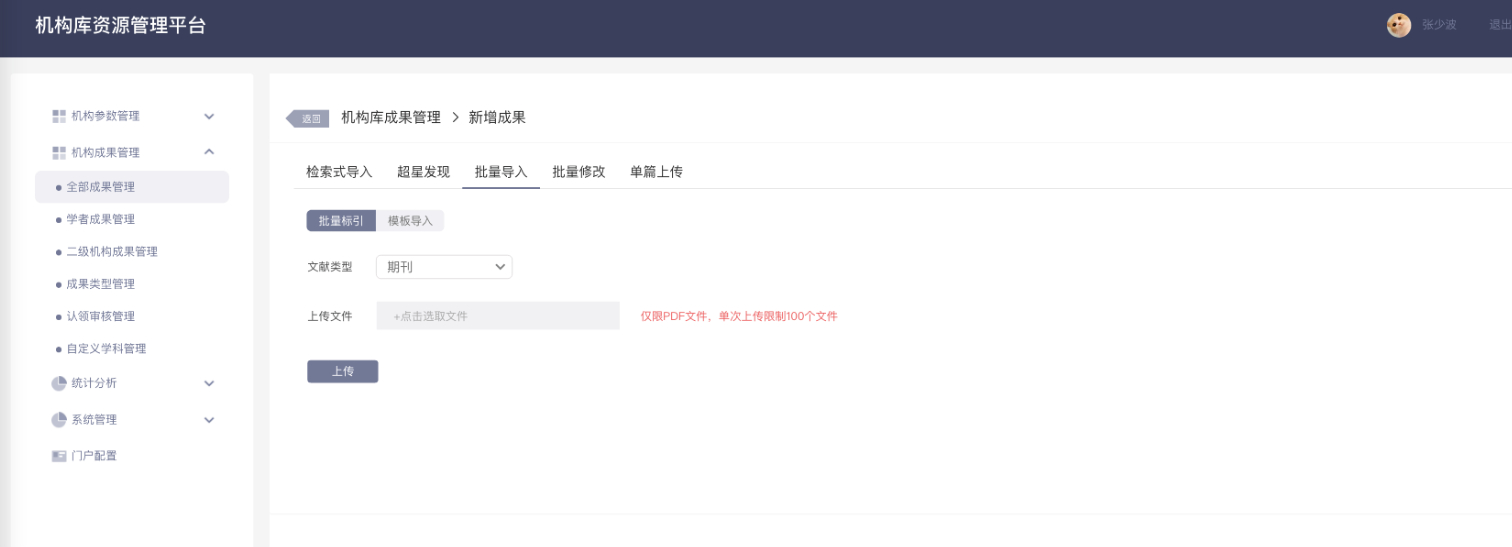 机构库资源管理平台
张少波
退出
机构参数管理
机构成果管理
全部成果管理
学者成果管理
二级机构成果管理
成果类型管理
认领审核管理
自定义学科管理
统计分析
系统管理
门户配置
返回
机构库成果管理 > 新增成果
检索式导入 超星发现 批量导入 批量修改 单篇上传
批量标引 模板导入
文献类型 期刊
上传文件 +点击选取文件 仅限PDF文件，单次上传限制100个文件
上传